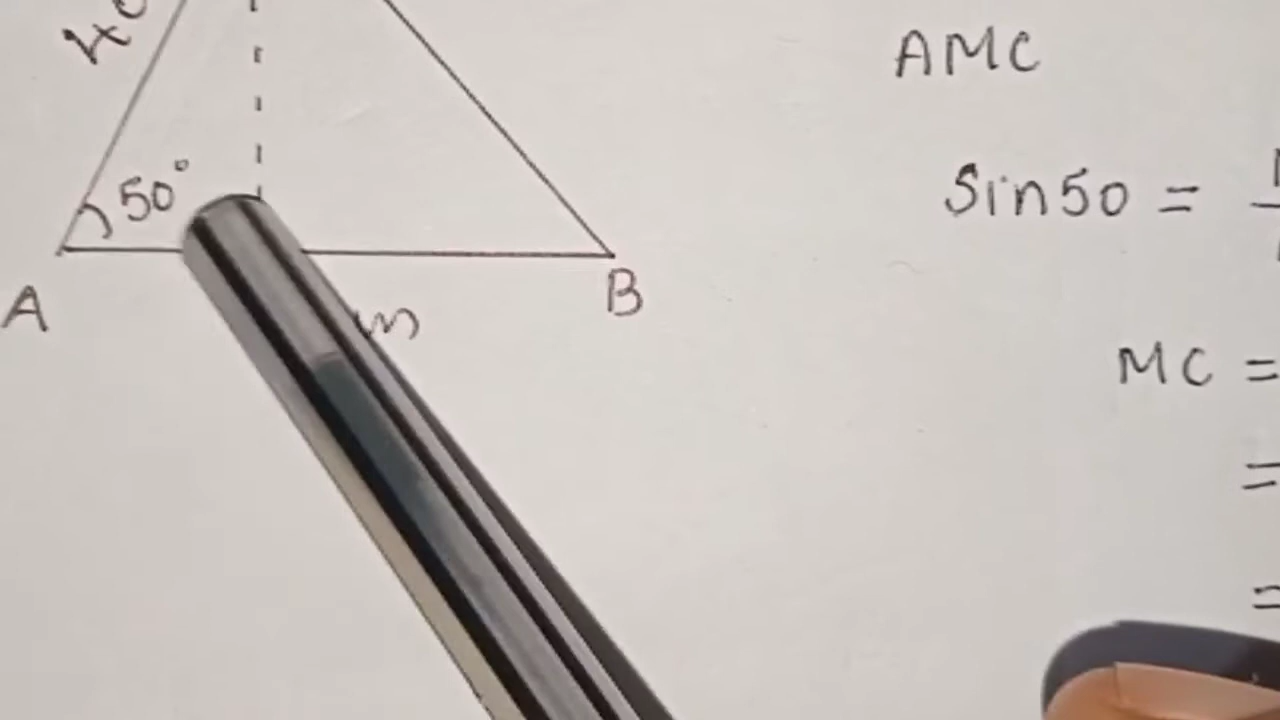 AMC
50°
Sin50 =
A
B
m
MC =
=
=